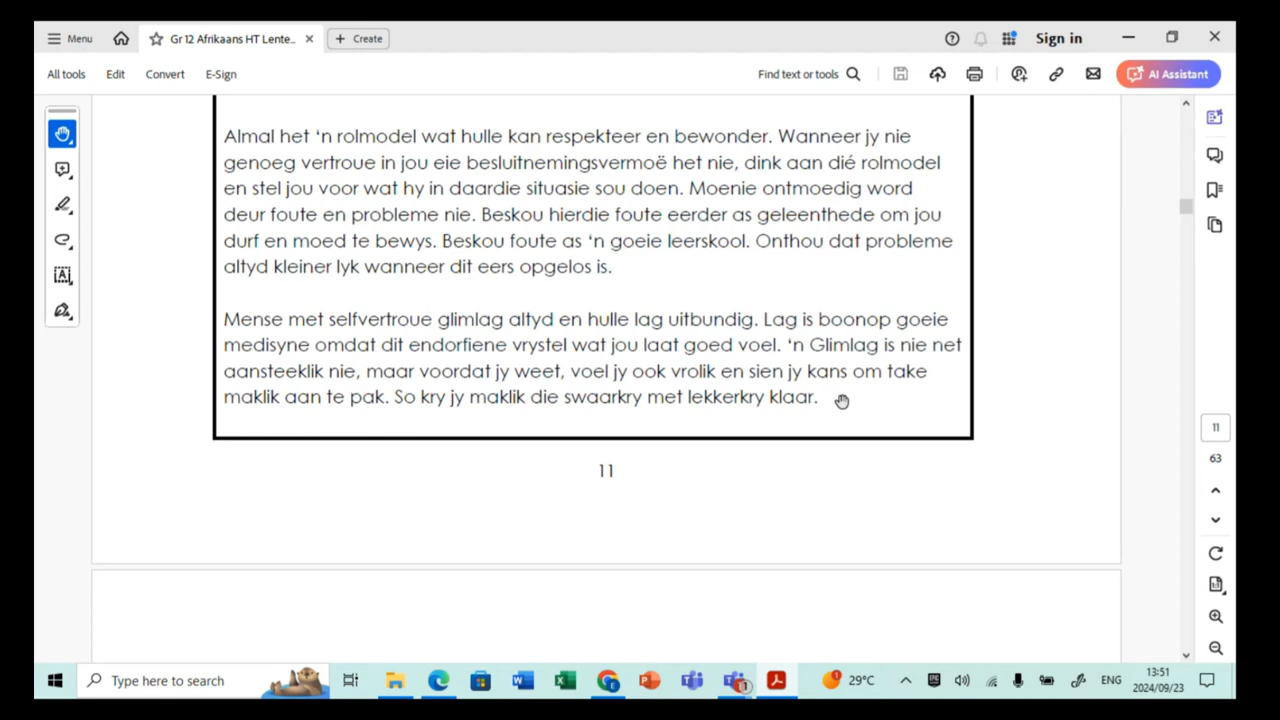 Menu
Gr 12 Afrikaans HT Lente...
Create
Sign in
All tools
Edit
Convert
E-Sign
Find text or tools
AI Assistant
Almal het ‘n rolmodel wat hulle kan respekteer en bewonder. Wanneer jy nie
genoeg vertroue in jou eie besluitnemingsvermoë het nie, dink aan dié rolmodel
en stel jou voor wat hy in daardie situasie sou doen. Moenie ontmoedig word
deur foute en probleme nie. Beskou hierdie foute eerder as geleenthede om jou
durf en moed te bewys. Beskou foute as ‘n goeie leerskool. Onthou dat probleme
altyd kleiner lyk wanneer dit eers opgelos is.
Mense met selfvertroue glimlag altyd en hulle lag uitbundig. Lag is boonop goeie
medisyne omdat dit endorfiene vrystel wat jou laat goed voel. ‘n Glimlag is nie net
aansteeklik nie, maar voordat jy weet, voel jy ook vrolik en sien jy kans om take
maklik aan te pak. So kry jy maklik die swaarkry met lekkerkry klaar.
11
11
63
Type here to search
29°C
ENG
13:51
2024/09/23